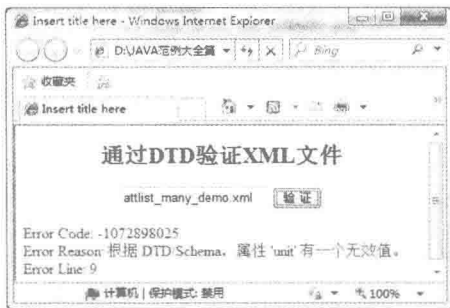 Insert title here - Windows Internet Explorer
D:\JAVA范例大全篇
Bing
收藏夹
Insert title here
通过DTD验证XML文件
attlist_many_demo.xml 验证
Error Code: -1072898025
Error Reason: 根据 DTD/Schema，属性 'unit' 有一个无效值。
Error Line: 9
计算机 | 保护模式: 禁用
100%